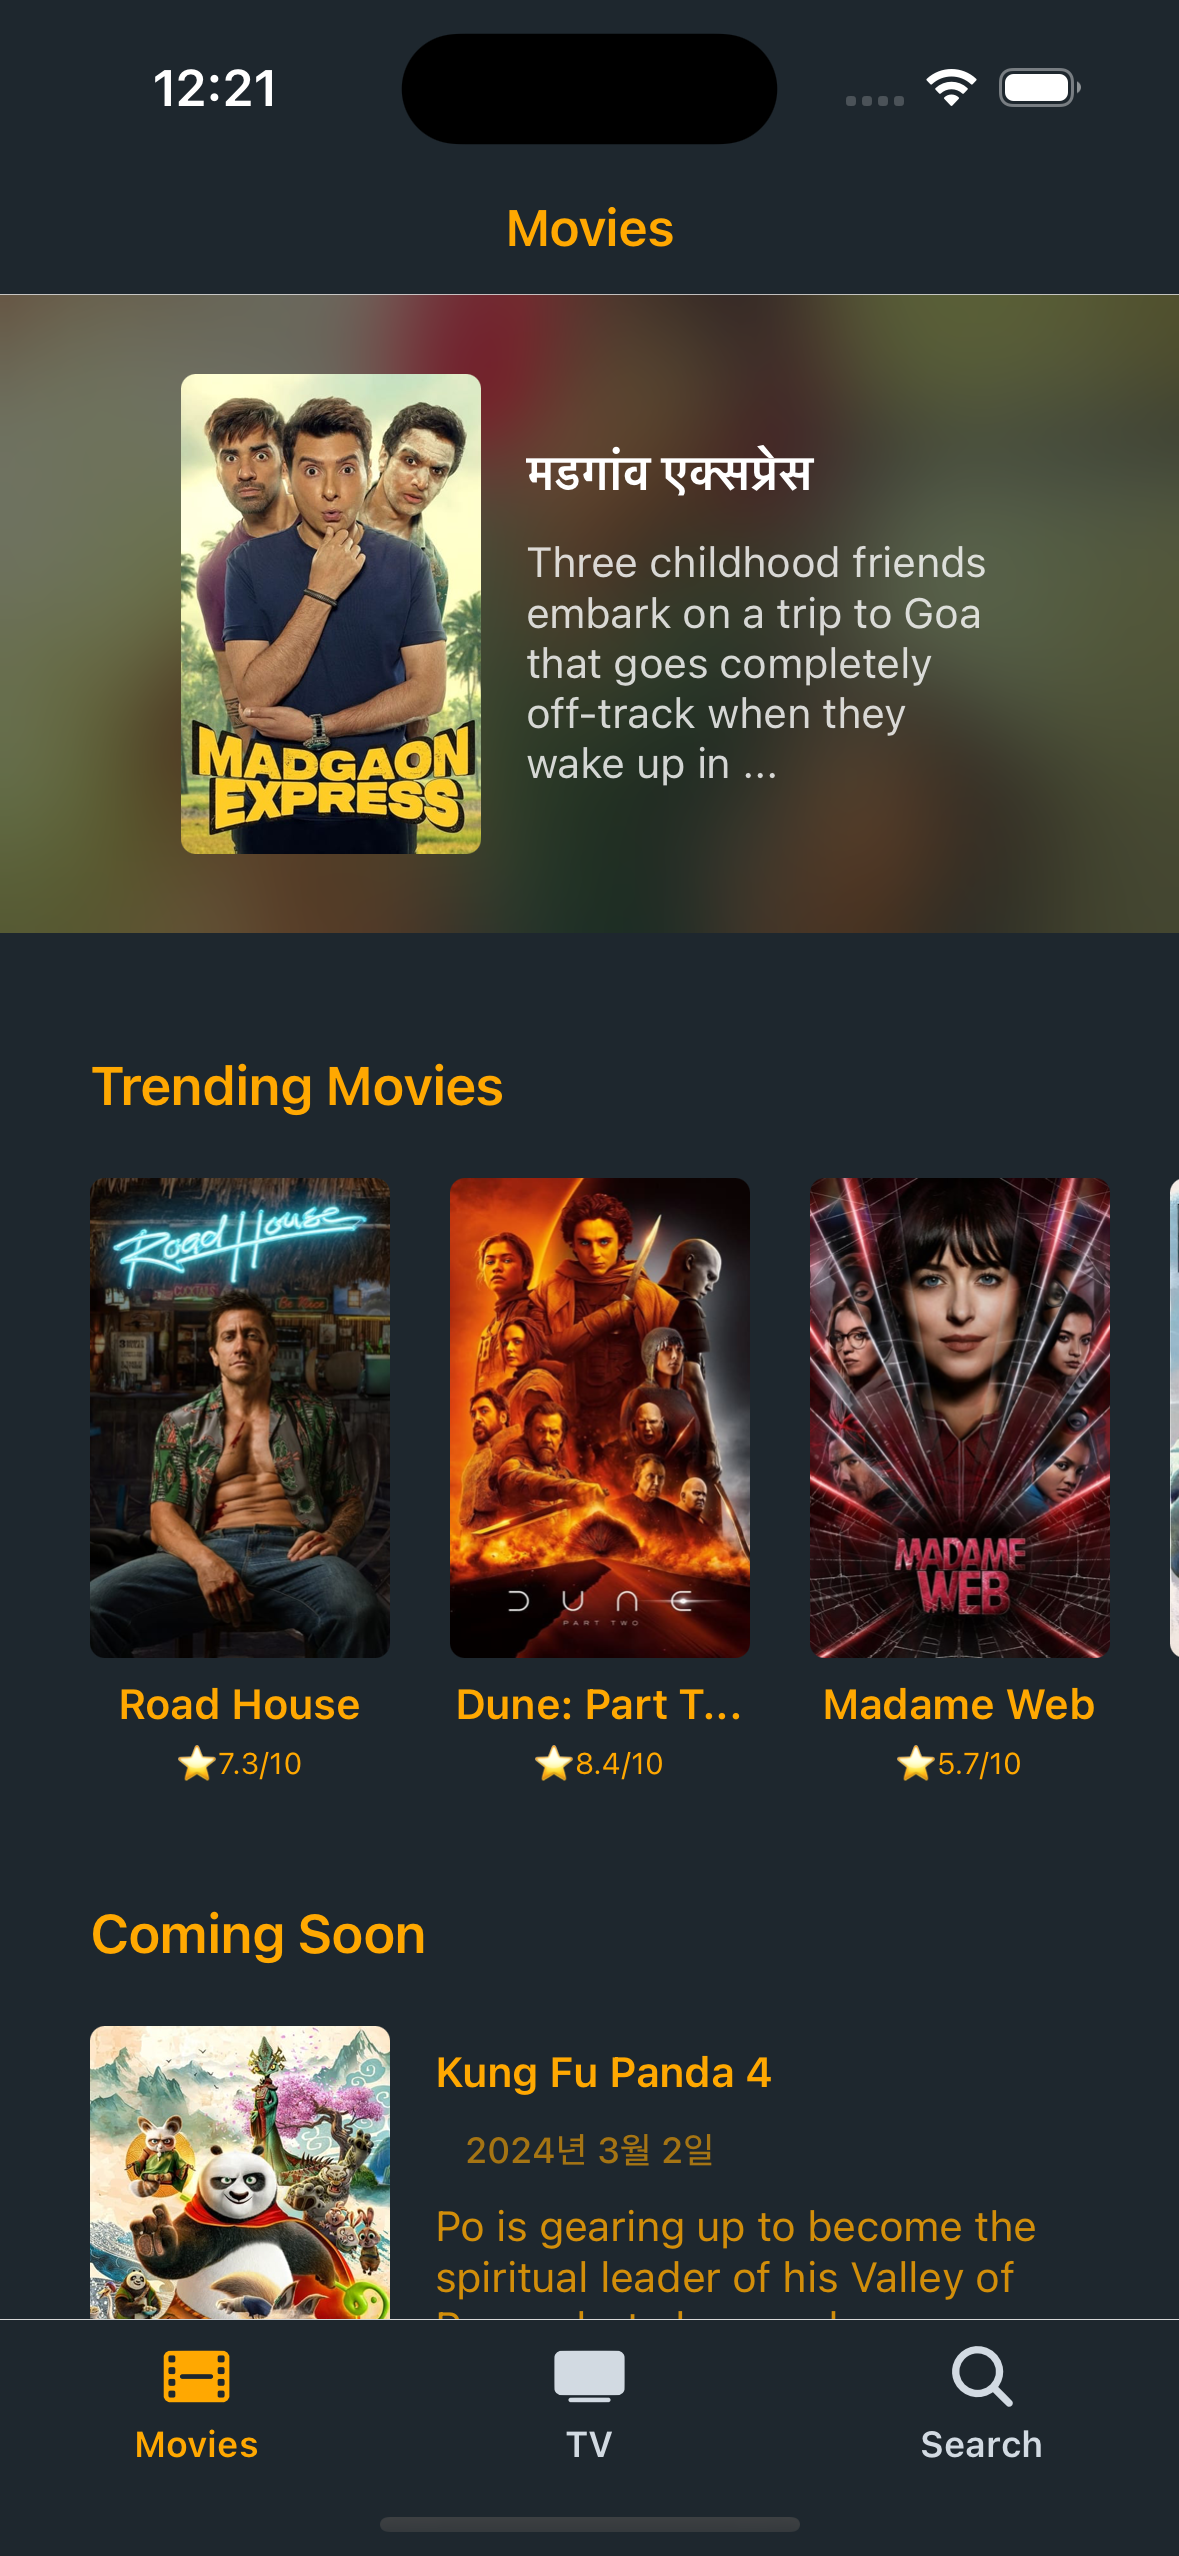 12:21
Movies
मडगांव एक्सप्रेस
Three childhood friends
embark on a trip to Goa
that goes completely
off-track when they
wake up in ...
MADGAON
EXPRESS
Trending Movies
Road House
DUNE
PART TWO
MADAME
WEB
Road House
Dune: Part T...
Madame Web
⭐7.3/10
⭐8.4/10
⭐5.7/10
Coming Soon
Kung Fu Panda 4
2024년 3월 2일
Po is gearing up to become the
spiritual leader of his Valley of
Movies
TV
Search